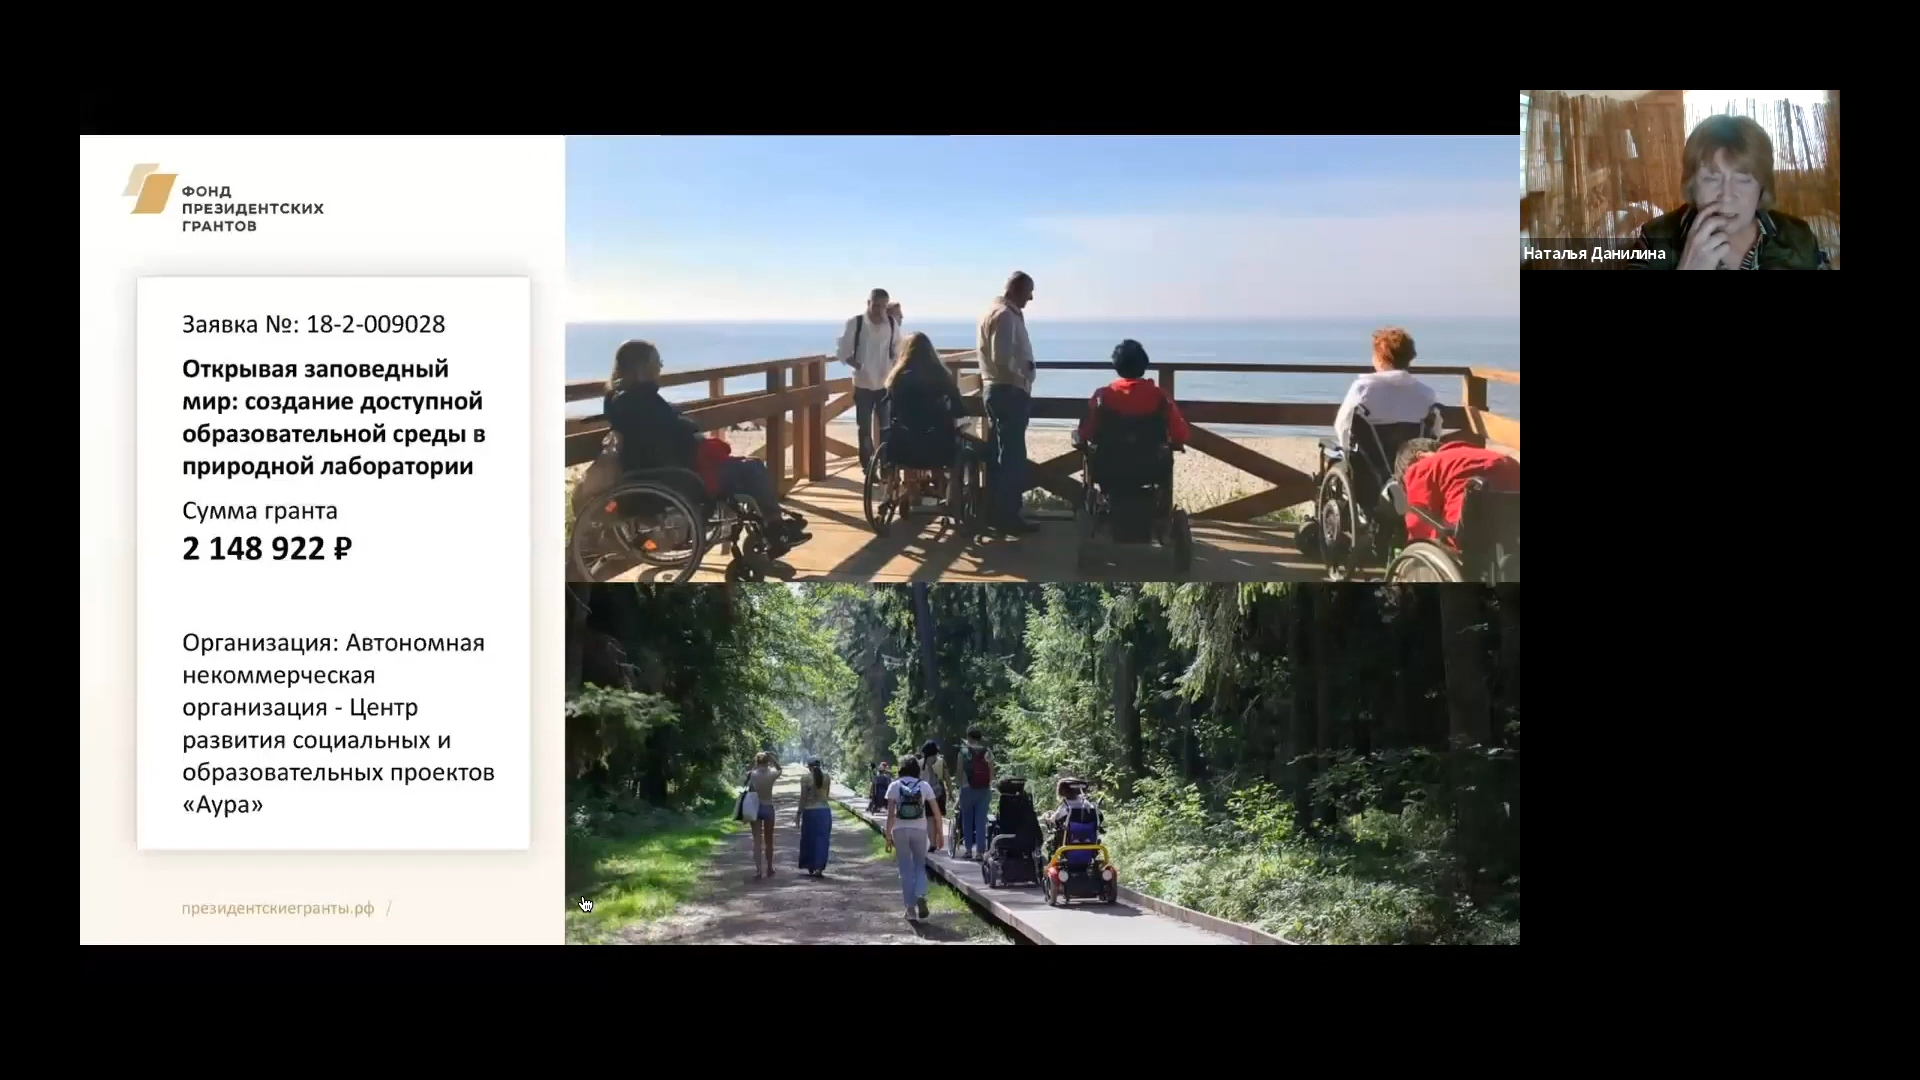 ФОНД
ПРЕЗИДЕНТСКИХ
ГРАНТОВ
Заявка №: 18-2-009028
Открывая заповедный
мир: создание доступной
образовательной среды в
природной лаборатории
Сумма гранта
2 148 922 ₽
Организация: Автономная
некоммерческая
организация - Центр
развития социальных и
образовательных проектов
«Аура»
президентскиегранты.рф /
Наталья Данилина